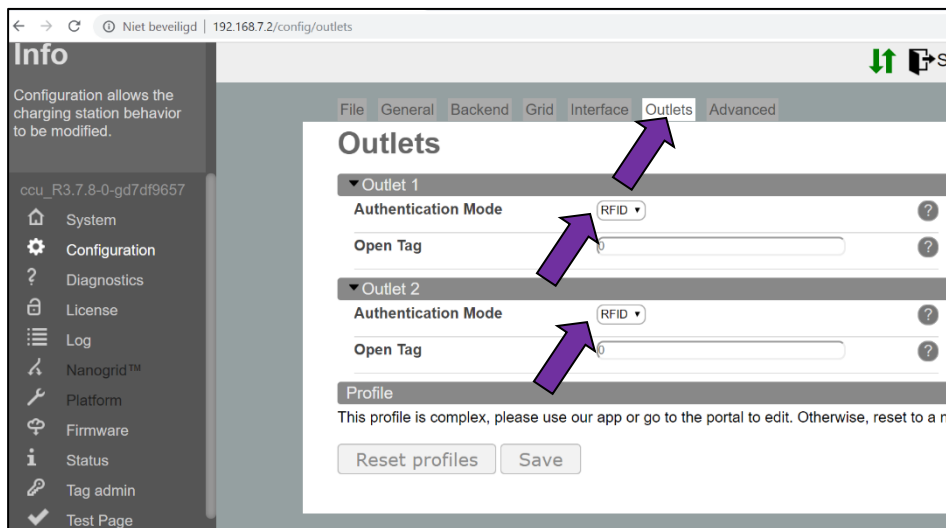 Niet beveiligd | 192.168.7.2/config/outlets
Info
Configuration allows the
charging station behavior
to be modified.
ccu_R3.7.8-0-gd7df9657
System
Configuration
Diagnostics
License
Log
Nanogrid™
Platform
Firmware
Status
Tag admin
Test Page
S
File General Backend Grid Interface Outlets Advanced
Outlets
Outlet 1
Authentication Mode RFID ?
Open Tag 0 ?
Outlet 2
Authentication Mode RFID ?
Open Tag 0 ?
Profile
This profile is complex, please use our app or go to the portal to edit. Otherwise, reset to a n
Reset profiles Save